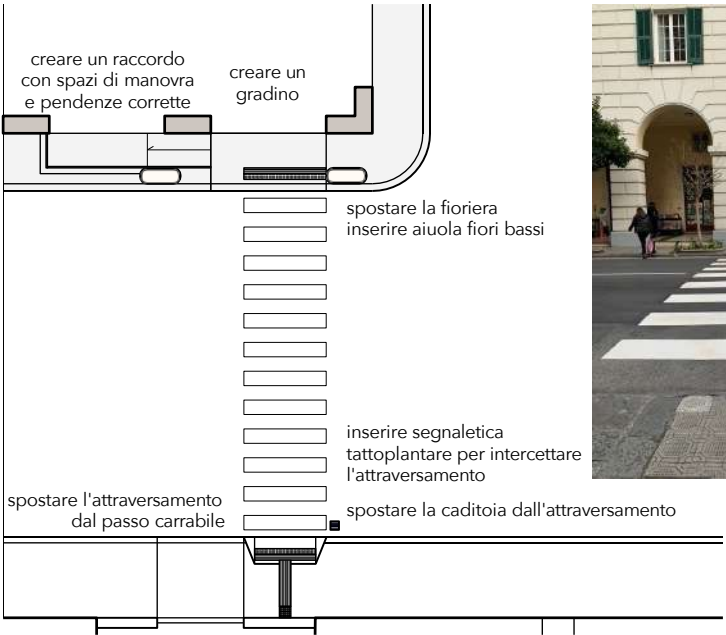 creare un raccordo
con spazi di manovra
e pendenze corrette
creare un
gradino
spostare la fioriera
inserire aiuola fiori bassi
inserire segnaletica
tattoplantare per intercettare
l'attraversamento
spostare l'attraversamento
dal passo carrabile
spostare la caditoia dall'attraversamento